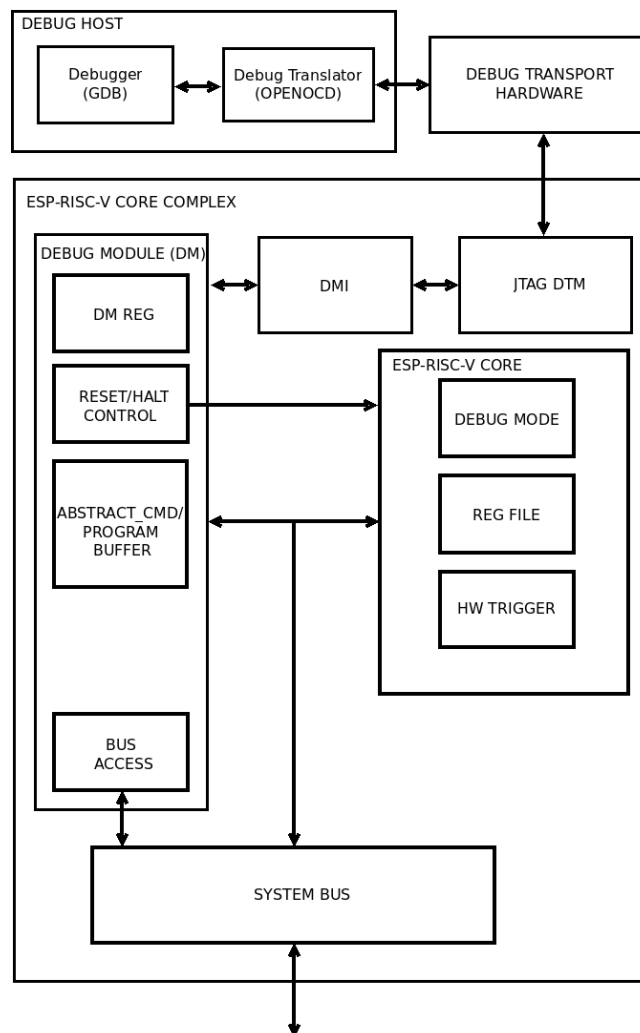 DEBUG HOST
Debugger
(GDB)
Debug Translator
(OPENOCD)
DEBUG TRANSPORT
HARDWARE
ESP-RISC-V CORE COMPLEX
DEBUG MODULE (DM)
DM REG
DMI
JTAG DTM
RESET/HALT
CONTROL
ESP-RISC-V CORE
DEBUG MODE
ABSTRACT_CMD/
PROGRAM
BUFFER
REG FILE
HW TRIGGER
BUS
ACCESS
SYSTEM BUS